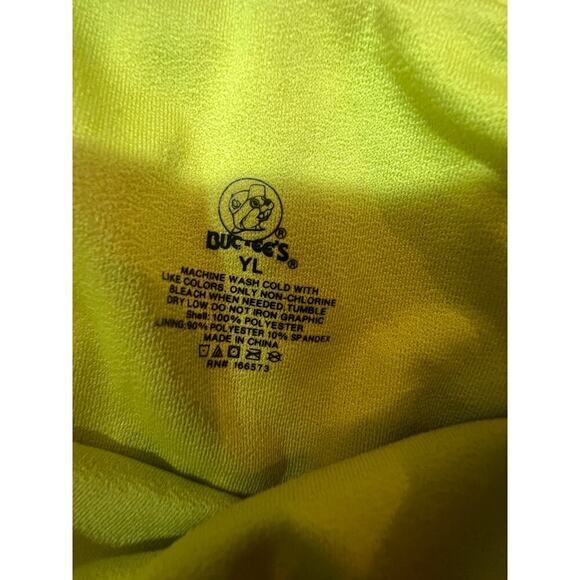 BUC-EE'S®
YL
MACHINE WASH COLD WITH
LIKE COLORS, ONLY NON-CHLORINE
BLEACH WHEN NEEDED, TUMBLE
DRY LOW. DO NOT IRON GRAPHIC
Shell: 100% POLYESTER
LINING: 90% POLYESTER 10% SPANDEX
MADE IN CHINA
RN# 166573